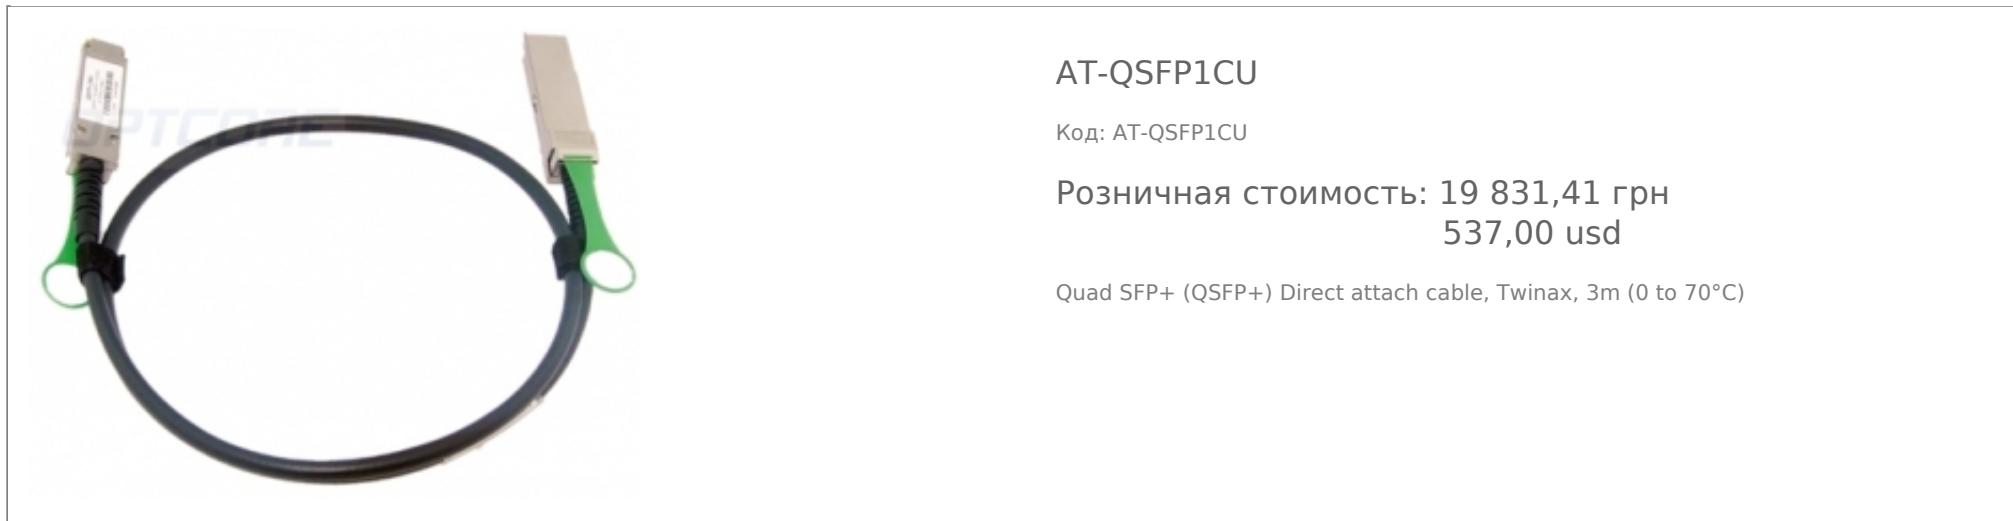 OPTCORE
AT-QSFP1CU
Код: AT-QSFP1CU
Розничная стоимость: 19 831,41 грн
537,00 usd
Quad SFP+ (QSFP+) Direct attach cable, Twinax, 3m (0 to 70°C)